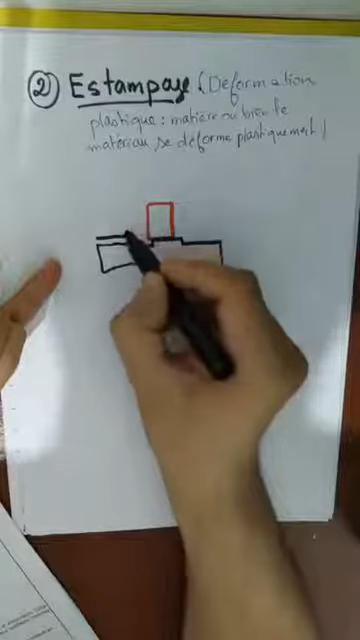 ② Estampage (Déformation
plastique : matière ou bien le
matériau se déforme plastiquement)